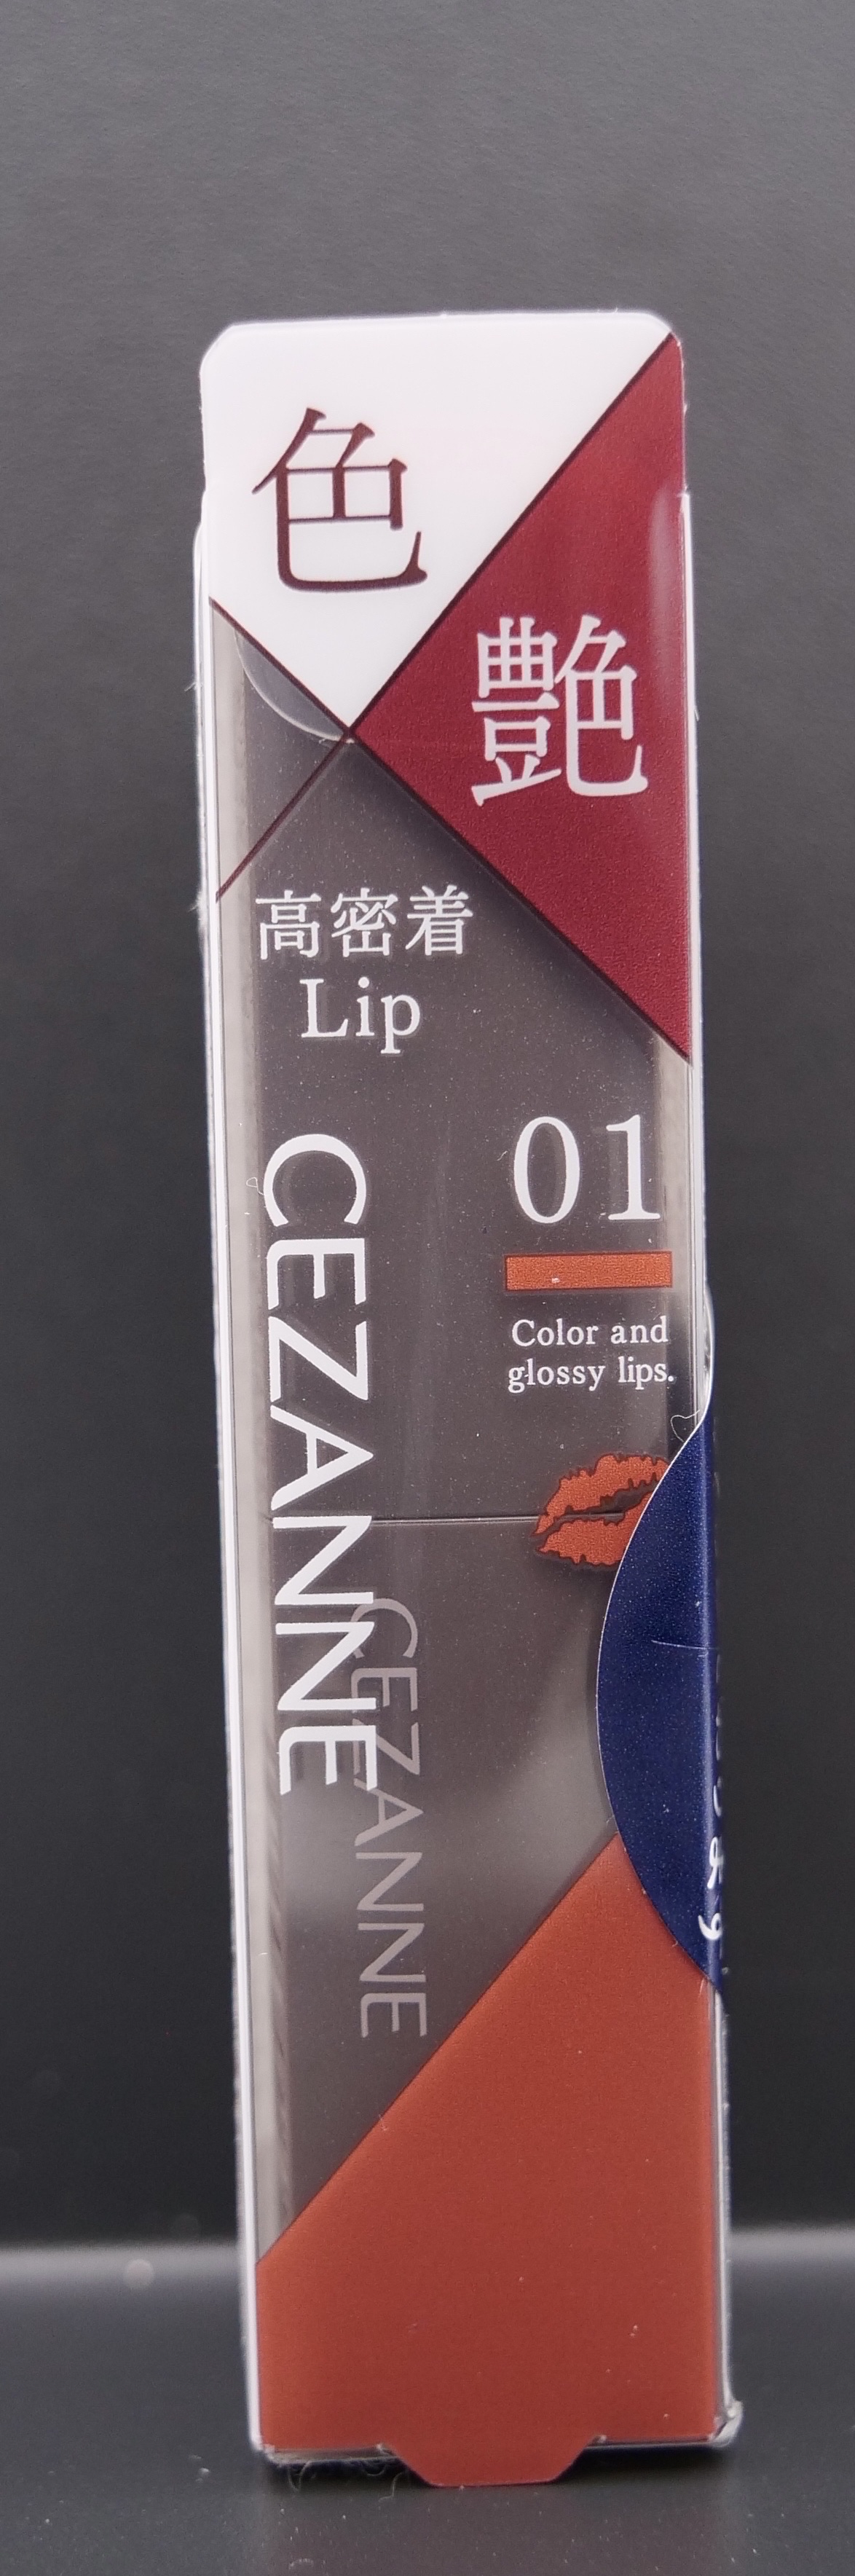 色
艶
高密着
Lip
01
Color and
glossy lips.
CEZANNE
CEZANNE